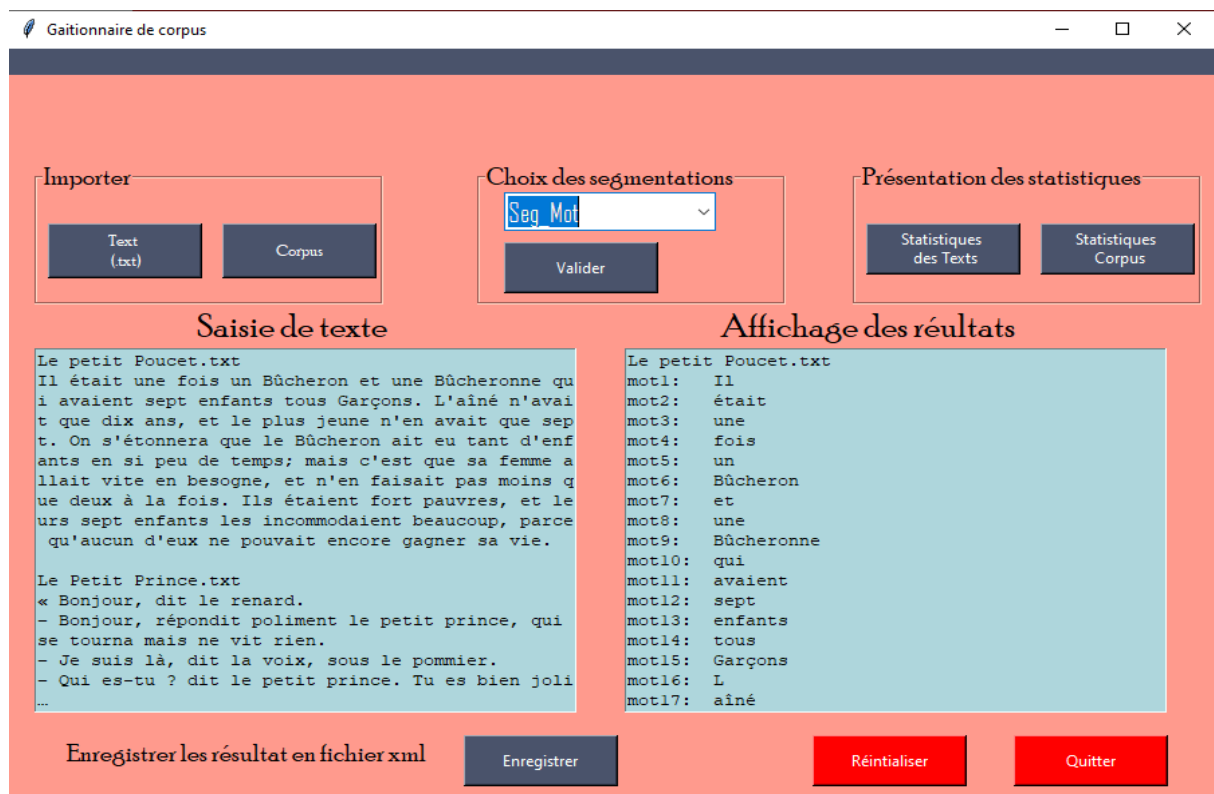 Gaitionnaire de corpus
Importer
Choix des segmentations
Présentation des statistiques
Seg_Mot
Text
(.txt)
Corpus
Valider
Statistiques
des Texts
Statistiques
Corpus
Saisie de texte
Affichage des réultats
Le petit Poucet.txt
Il était une fois un Bûcheron et une Bûcheronne qu
i avaient sept enfants tous Garçons. L'aîné n'avai
t que dix ans, et le plus jeune n'en avait que sep
t. On s'étonnera que le Bûcheron ait eu tant d'enf
ants en si peu de temps; mais c'est que sa femme a
llait vite en besogne, et n'en faisait pas moins q
ue deux à la fois. Ils étaient fort pauvres, et le
urs sept enfants les incommodaient beaucoup, parce
 qu'aucun d'eux ne pouvait encore gagner sa vie.
Le Petit Prince.txt
« Bonjour, dit le renard.
– Bonjour, répondit poliment le petit prince, qui
se tourna mais ne vit rien.
– Je suis là, dit la voix, sous le pommier.
– Qui es-tu ? dit le petit prince. Tu es bien joli
…
Le petit Poucet.txt
mot1: Il
mot2: était
mot3: une
mot4: fois
mot5: un
mot6: Bûcheron
mot7: et
mot8: une
mot9: Bûcheronne
mot10: qui
mot11: avaient
mot12: sept
mot13: enfants
mot14: tous
mot15: Garçons
mot16: L
mot17: aîné
Enregistrer les résultat en fichier xml
Enregistrer
Réintialiser
Quitter